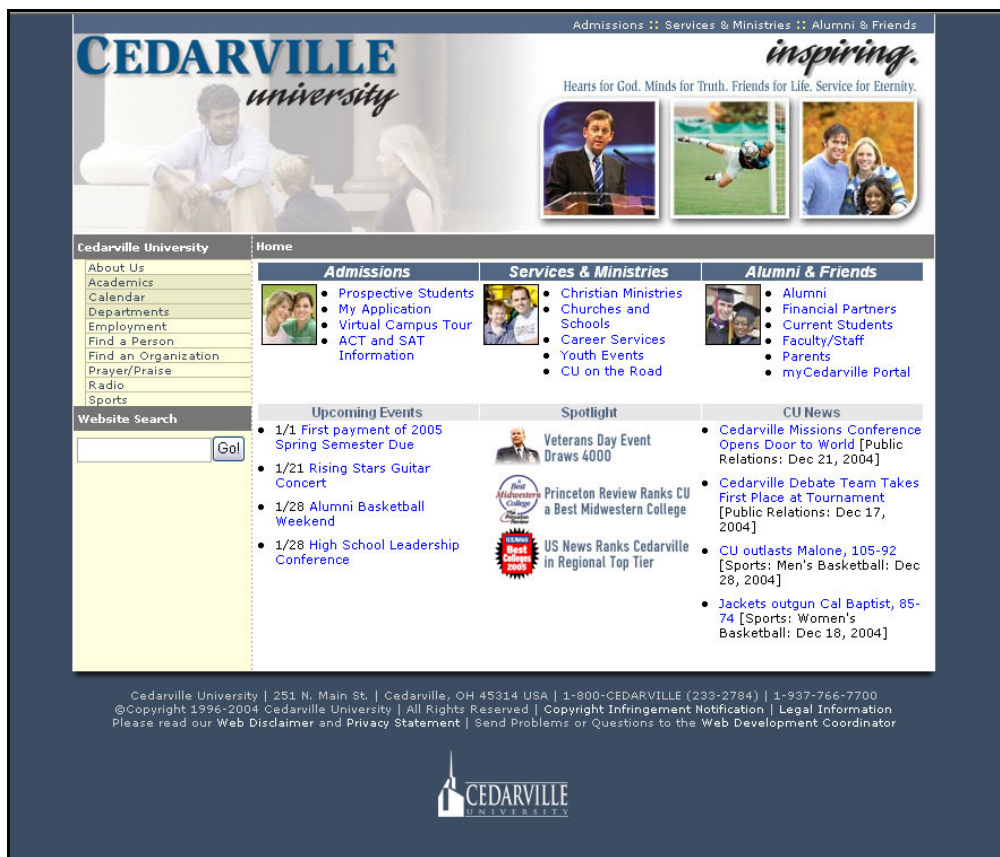 Admissions :: Services & Ministries :: Alumni & Friends
CEDARVILLE
university
inspiring.
Hearts for God. Minds for Truth. Friends for Life. Service for Eternity.
Cedarville University
Home
About Us
Academics
Calendar
Departments
Employment
Find a Person
Find an Organization
Prayer/Praise
Radio
Sports
Website Search
Go!
Admissions
Prospective Students
My Application
Virtual Campus Tour
ACT and SAT
Information
Services & Ministries
Christian Ministries
Churches and
Schools
Career Services
Youth Events
CU on the Road
Alumni & Friends
Alumni
Financial Partners
Current Students
Faculty/Staff
Parents
myCedarville Portal
Upcoming Events
1/1 First payment of 2005
Spring Semester Due
1/21 Rising Stars Guitar
Concert
1/28 Alumni Basketball
Weekend
1/28 High School Leadership
Conference
Spotlight
Veterans Day Event
Draws 4000
A Best
Midwestern
College
The Princeton
Review
Princeton Review Ranks CU
a Best Midwestern College
U.S.News
Best
Colleges
2005
US News Ranks Cedarville
in Regional Top Tier
CU News
Cedarville Missions Conference
Opens Door to World [Public
Relations: Dec 21, 2004]
Cedarville Debate Team Takes
First Place at Tournament
[Public Relations: Dec 17,
2004]
CU outlasts Malone, 105-92
[Sports: Men's Basketball: Dec
28, 2004]
Jackets outgun Cal Baptist, 85-
74 [Sports: Women's
Basketball: Dec 18, 2004]
Cedarville University | 251 N. Main St. | Cedarville, OH 45314 USA | 1-800-CEDARVILLE (233-2784) | 1-937-766-7700
©Copyright 1996-2004 Cedarville University | All Rights Reserved | Copyright Infringement Notification | Legal Information
Please read our Web Disclaimer and Privacy Statement | Send Problems or Questions to the Web Development Coordinator
CEDARVILLE
UNIVERSITY